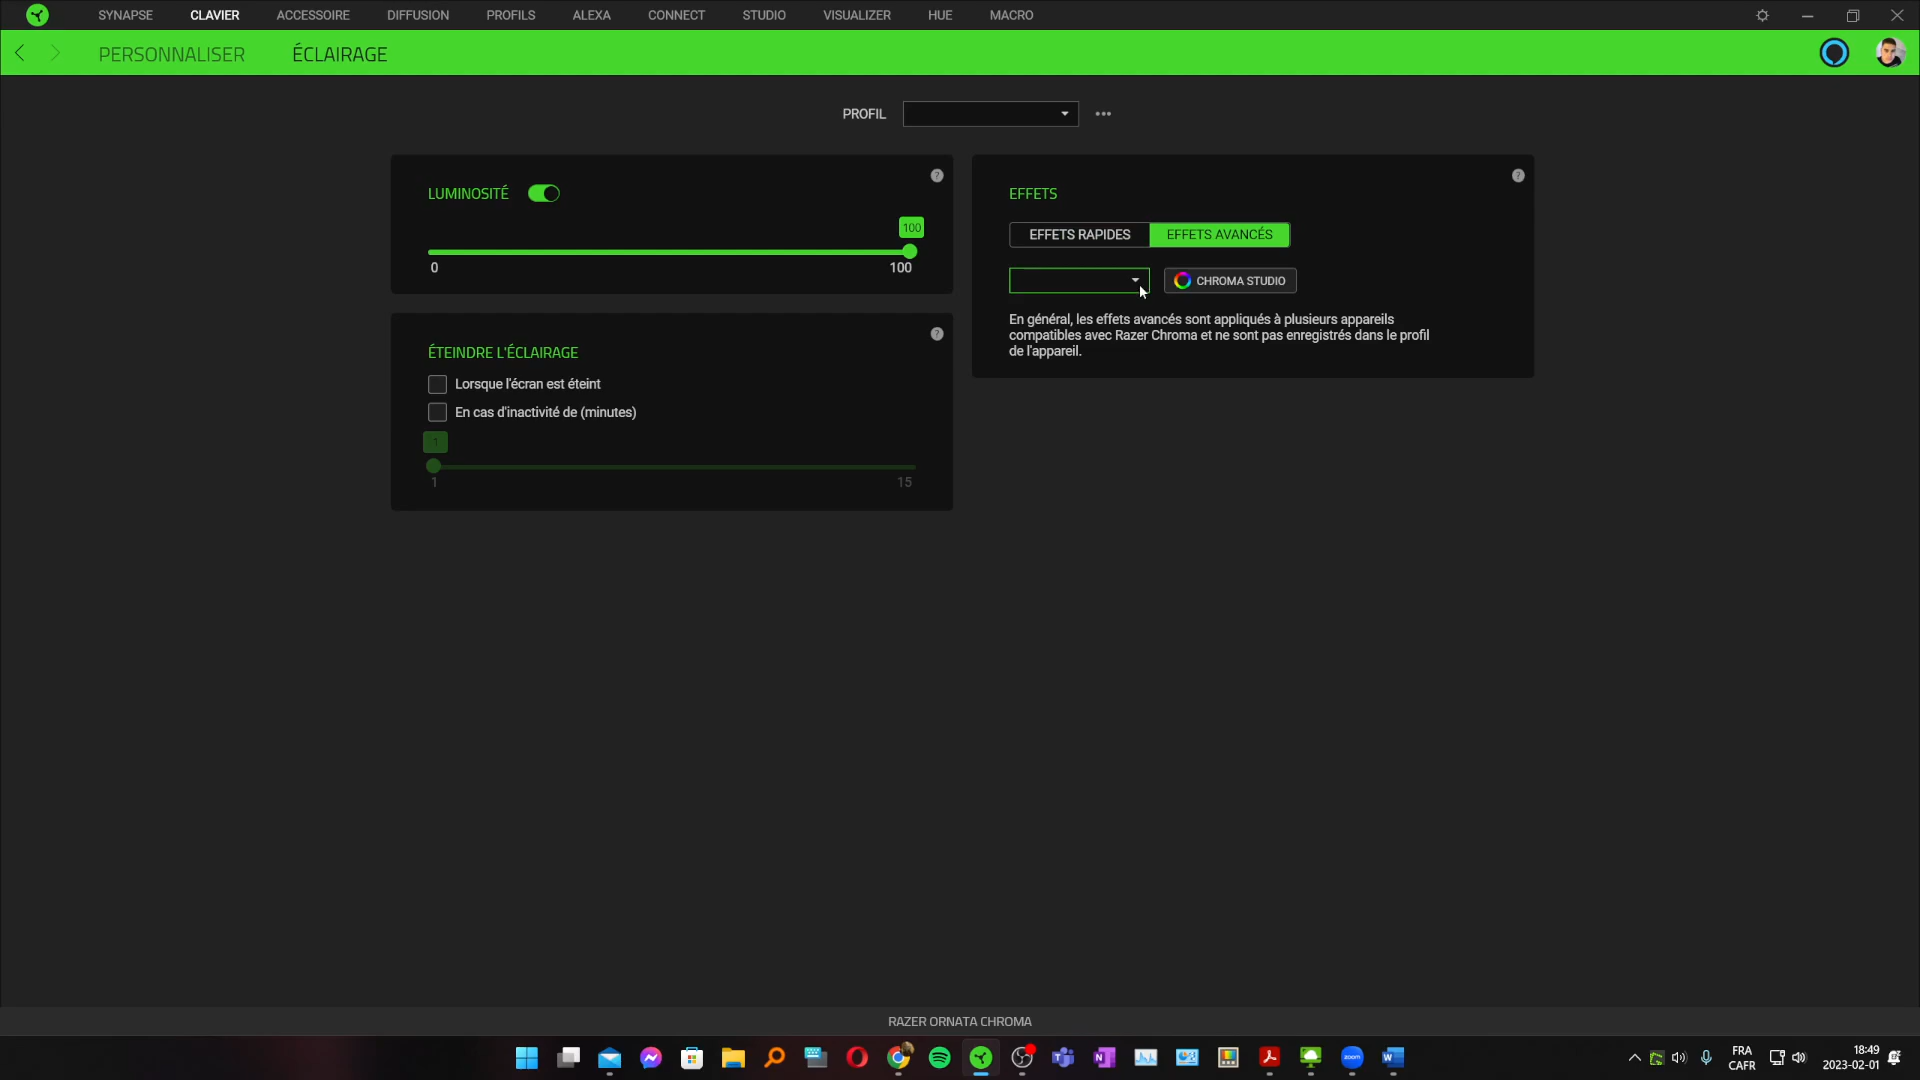 SYNAPSE CLAVIER ACCESSOIRE DIFFUSION PROFILS ALEXA CONNECT STUDIO VISUALIZER HUE MACRO
PERSONNALISER ÉCLAIRAGE
PROFIL
LUMINOSITÉ
100
0 100
ÉTEINDRE L'ÉCLAIRAGE
Lorsque l'écran est éteint
En cas d'inactivité de (minutes)
1
1 15
EFFETS
EFFETS RAPIDES EFFETS AVANCÉS
CHROMA STUDIO
En général, les effets avancés sont appliqués à plusieurs appareils
compatibles avec Razer Chroma et ne sont pas enregistrés dans le profil
de l'appareil.
RAZER ORNATA CHROMA
zoom
FRA
CAFR
18:49
2023-02-01